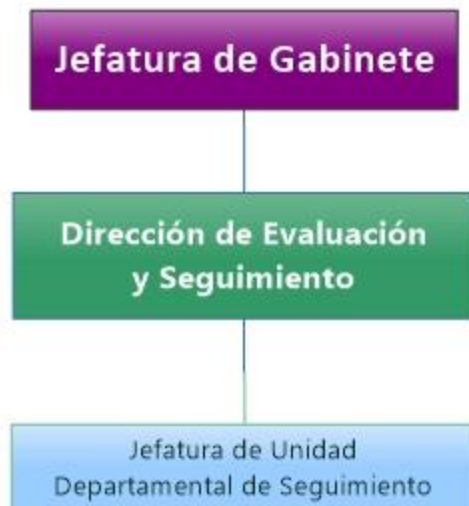 Jefatura de Gabinete
Dirección de Evaluación
y Seguimiento
Jefatura de Unidad
Departamental de Seguimiento